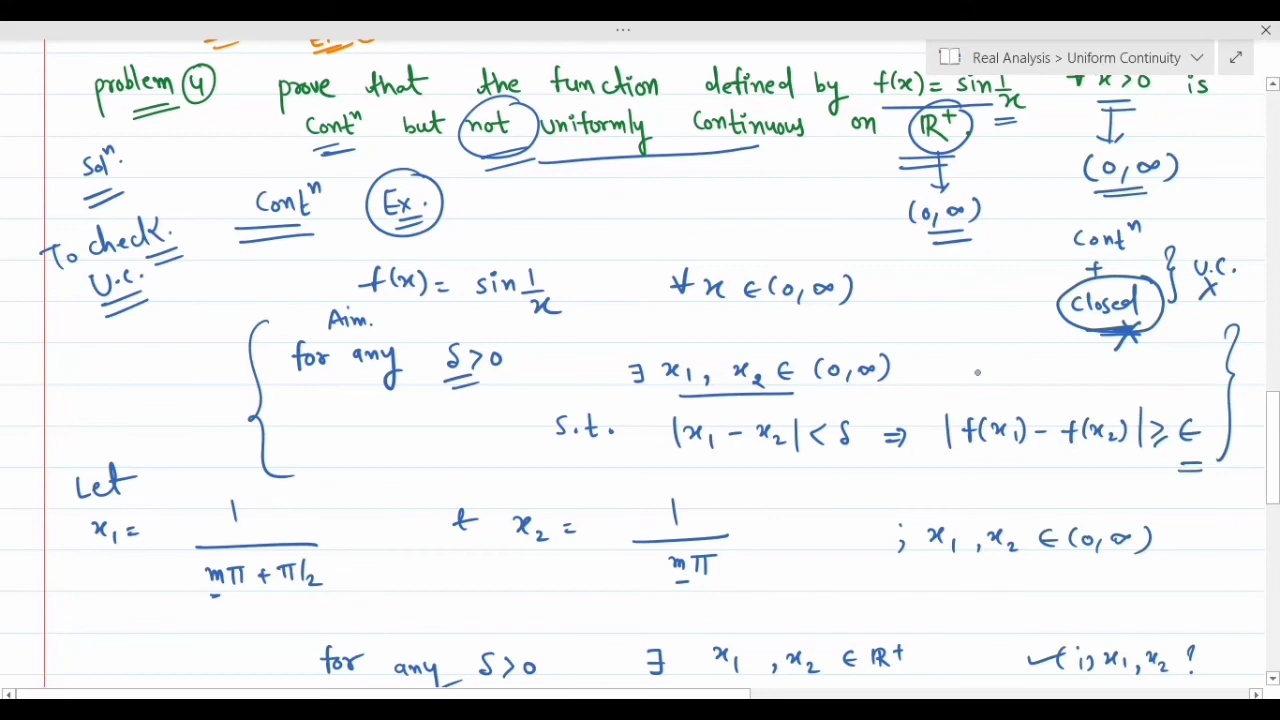 Real Analysis > Uniform Continuity
problem 4 prove that the function defined by f(x) = sin 1/x ∀ x>0 is
contⁿ but not uniformly continuous on ℝ⁺.
(0,∞)
(0,∞)
Solⁿ.
Contⁿ Ex.
To check.
U.C.
Contⁿ
+
closed
U.C.
X
f(x) = sin 1/x ∀ x ∈ (0,∞)
Aim.
for any δ>0 ∃ x₁, x₂ ∈ (0,∞)
s.t. |x₁ - x₂| < δ ⇒ |f(x₁) - f(x₂)| ≥ ∈
Let
x₁ = 1/(mπ + π/2) & x₂ = 1/(mπ) ; x₁, x₂ ∈ (0,∞)
for any δ>0 ∃ x₁, x₂ ∈ ℝ⁺ (i) x₁, x₂ ?